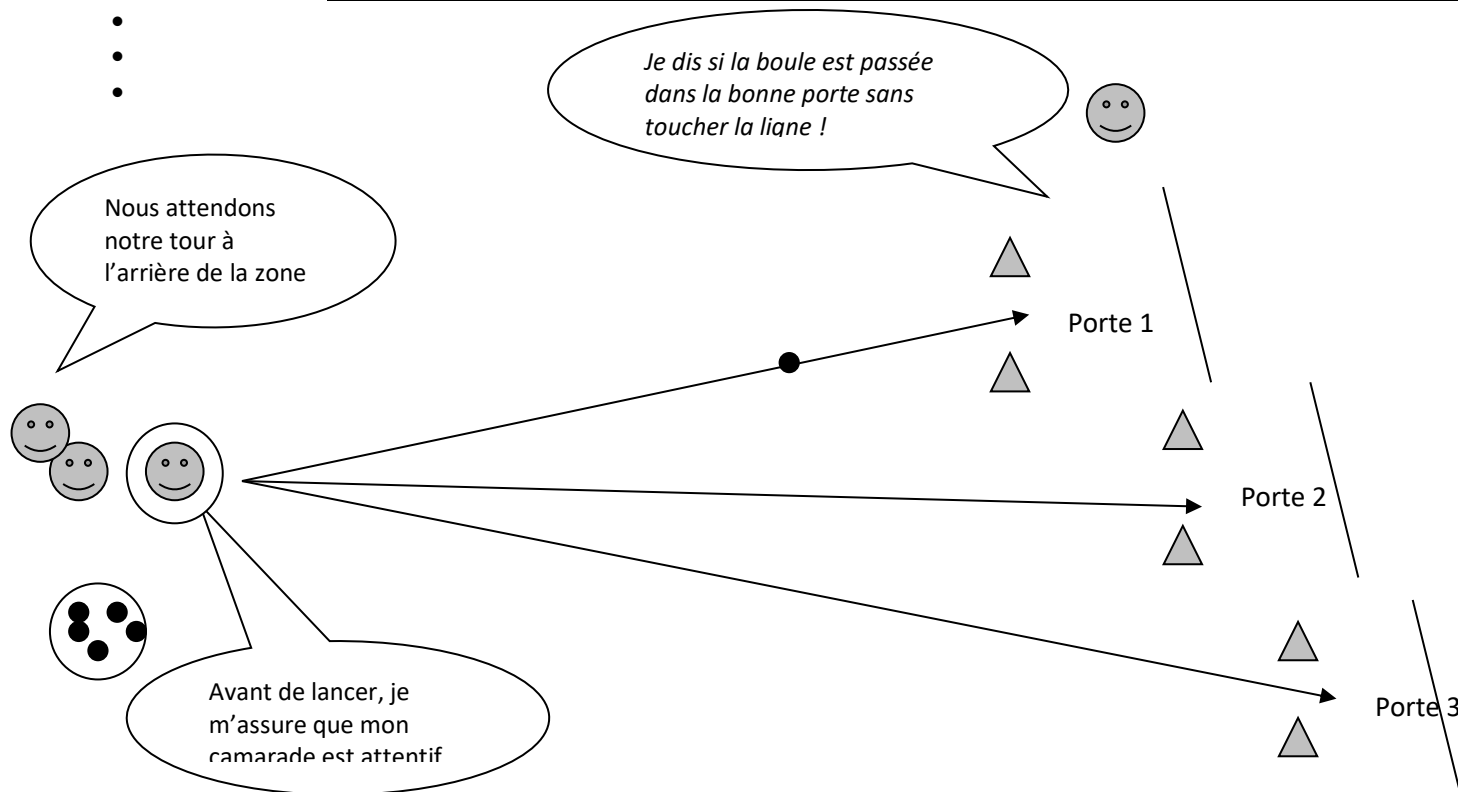 Je dis si la boule est passée
dans la bonne porte sans
toucher la ligne !
Nous attendons
notre tour à
l’arrière de la zone
Porte 1
Porte 2
Porte 3
Avant de lancer, je
m’assure que mon
camarade est attentif